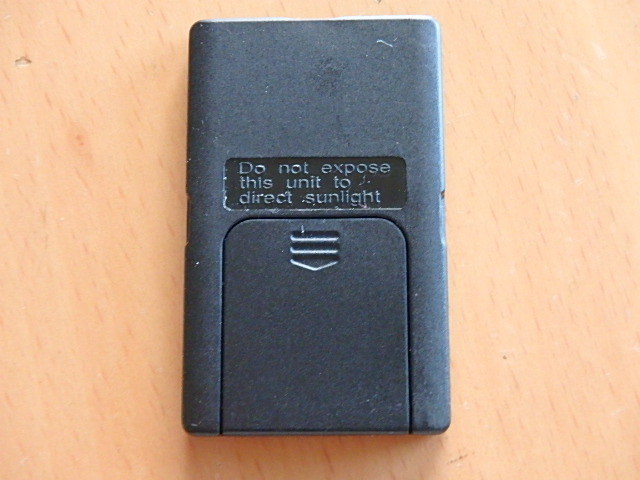 Do not expose
this unit to
direct sunlight